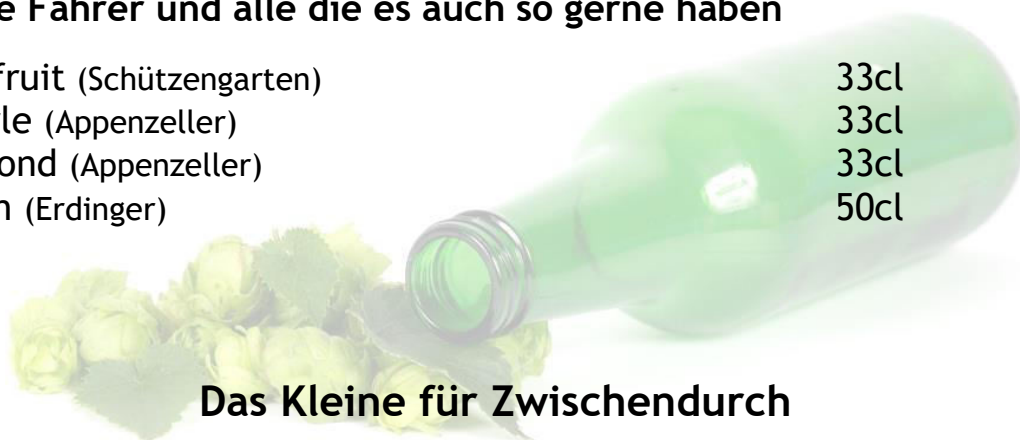 e Fahrer und alle die es auch so gerne haben
fruit (Schützengarten) 33cl
le (Appenzeller) 33cl
ond (Appenzeller) 33cl
n (Erdinger) 50cl
Das Kleine für Zwischendurch